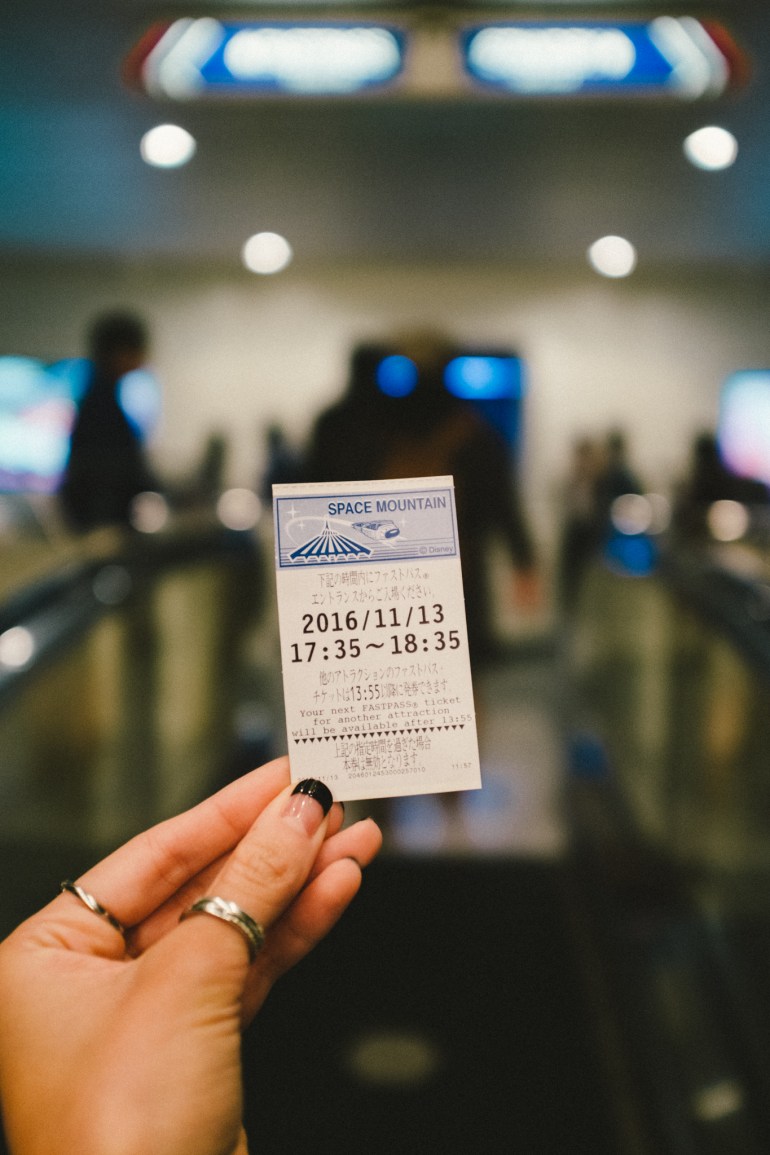 SPACE MOUNTAIN
© Disney
下記の時間内にファストパス®
エントランスからご入場ください。
2016/11/13
17:35～18:35
他のアトラクションのファストパス・
チケットは13:55以降に発券できます
Your next FASTPASS® ticket
for another attraction
will be available after 13:55
上記の指定時間を過ぎた場合
本券は無効となります。